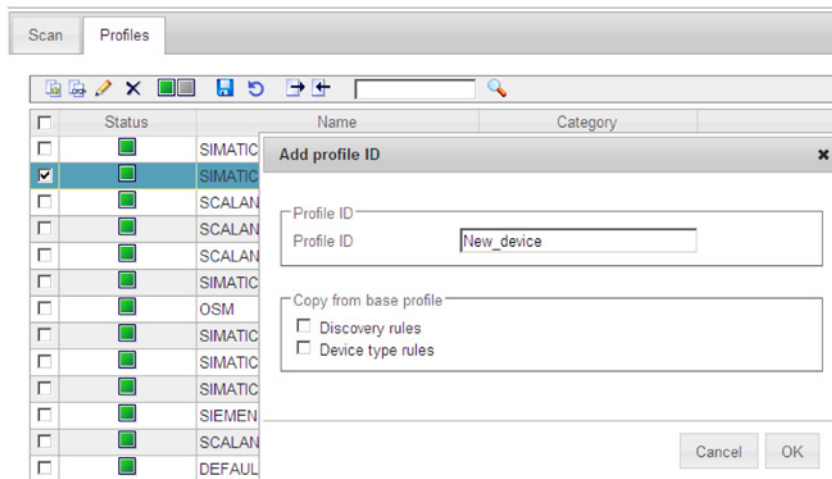 Scan Profiles
Status Name Category
SIMATIC
SIMATIC
SCALAN
SCALAN
SCALAN
SIMATIC
OSM
SIMATIC
SIMATIC
SIMATIC
SIEMEN
SCALAN
DEFAUL
Add profile ID
Profile ID
Profile ID New_device
Copy from base profile
Discovery rules
Device type rules
Cancel OK